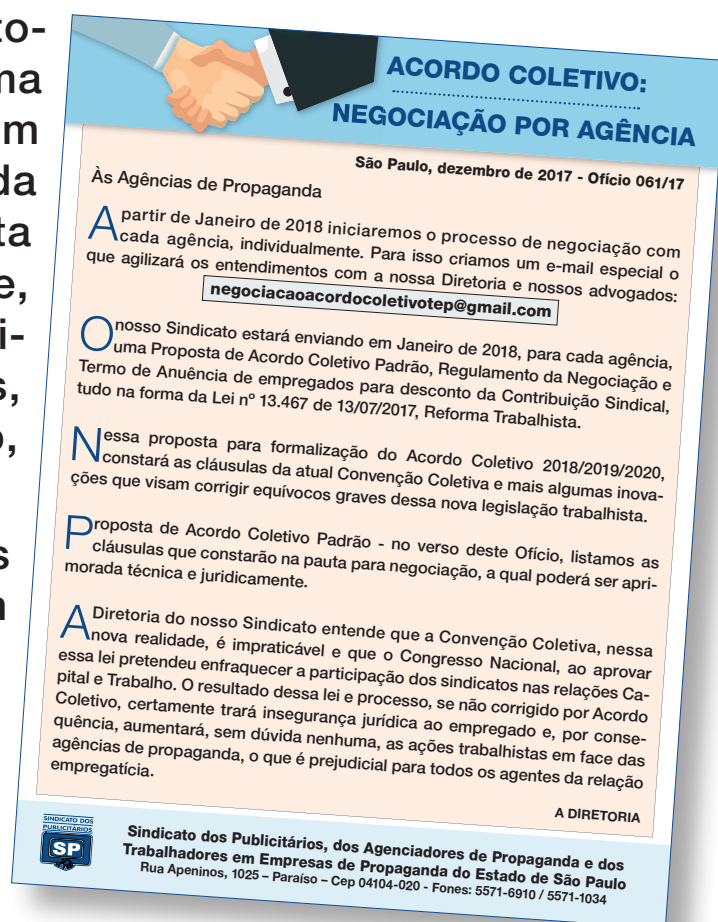 to-
ma
m
da
ta
e,
i-
s,
o,
s
m
ACORDO COLETIVO:
NEGOCIAÇÃO POR AGÊNCIA
São Paulo, dezembro de 2017 - Ofício 061/17
Às Agências de Propaganda
A partir de Janeiro de 2018 iniciaremos o processo de negociação com
cada agência, individualmente. Para isso criamos um e-mail especial o
que agilizará os entendimentos com a nossa Diretoria e nossos advogados:
negociacaoacordocoletivotep@gmail.com
O nosso Sindicato estará enviando em Janeiro de 2018, para cada agência,
uma Proposta de Acordo Coletivo Padrão, Regulamento da Negociação e
Termo de Anuência de empregados para desconto da Contribuição Sindical,
tudo na forma da Lei nº 13.467 de 13/07/2017, Reforma Trabalhista.
Nessa proposta para formalização do Acordo Coletivo 2018/2019/2020,
constará as cláusulas da atual Convenção Coletiva e mais algumas inova-
ções que visam corrigir equívocos graves dessa nova legislação trabalhista.
Proposta de Acordo Coletivo Padrão - no verso deste Ofício, listamos as
cláusulas que constarão na pauta para negociação, a qual poderá ser apri-
morada técnica e juridicamente.
A Diretoria do nosso Sindicato entende que a Convenção Coletiva, nessa
nova realidade, é impraticável e que o Congresso Nacional, ao aprovar
essa lei pretendeu enfraquecer a participação dos sindicatos nas relações Ca-
pital e Trabalho. O resultado dessa lei e processo, se não corrigido por Acordo
Coletivo, certamente trará insegurança jurídica ao empregado e, por conse-
quência, aumentará, sem dúvida nenhuma, as ações trabalhistas em face das
agências de propaganda, o que é prejudicial para todos os agentes da relação
empregatícia.
A DIRETORIA
SINDICATO DOS
PUBLICITÁRIOS
SP
Sindicato dos Publicitários, dos Agenciadores de Propaganda e dos
Trabalhadores em Empresas de Propaganda do Estado de São Paulo
Rua Apeninos, 1025 – Paraíso – Cep 04104-020 - Fones: 5571-6910 / 5571-1034